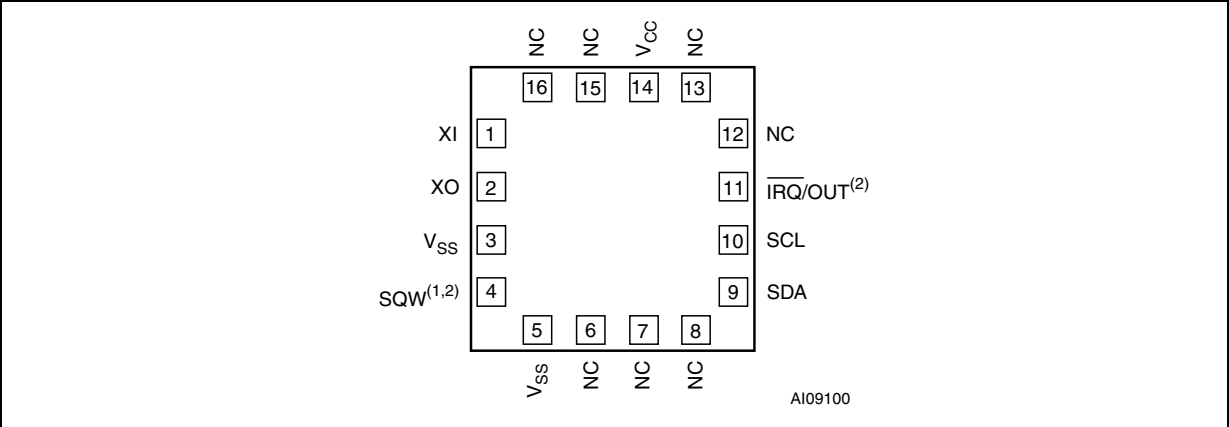 NC NC VCC NC
16 15 14 13
XI 1 12 NC
XO 2 11 IRQ/OUT(2)
VSS 3 10 SCL
SQW(1,2) 4 9 SDA
5 6 7 8
VSS NC NC NC
AI09100